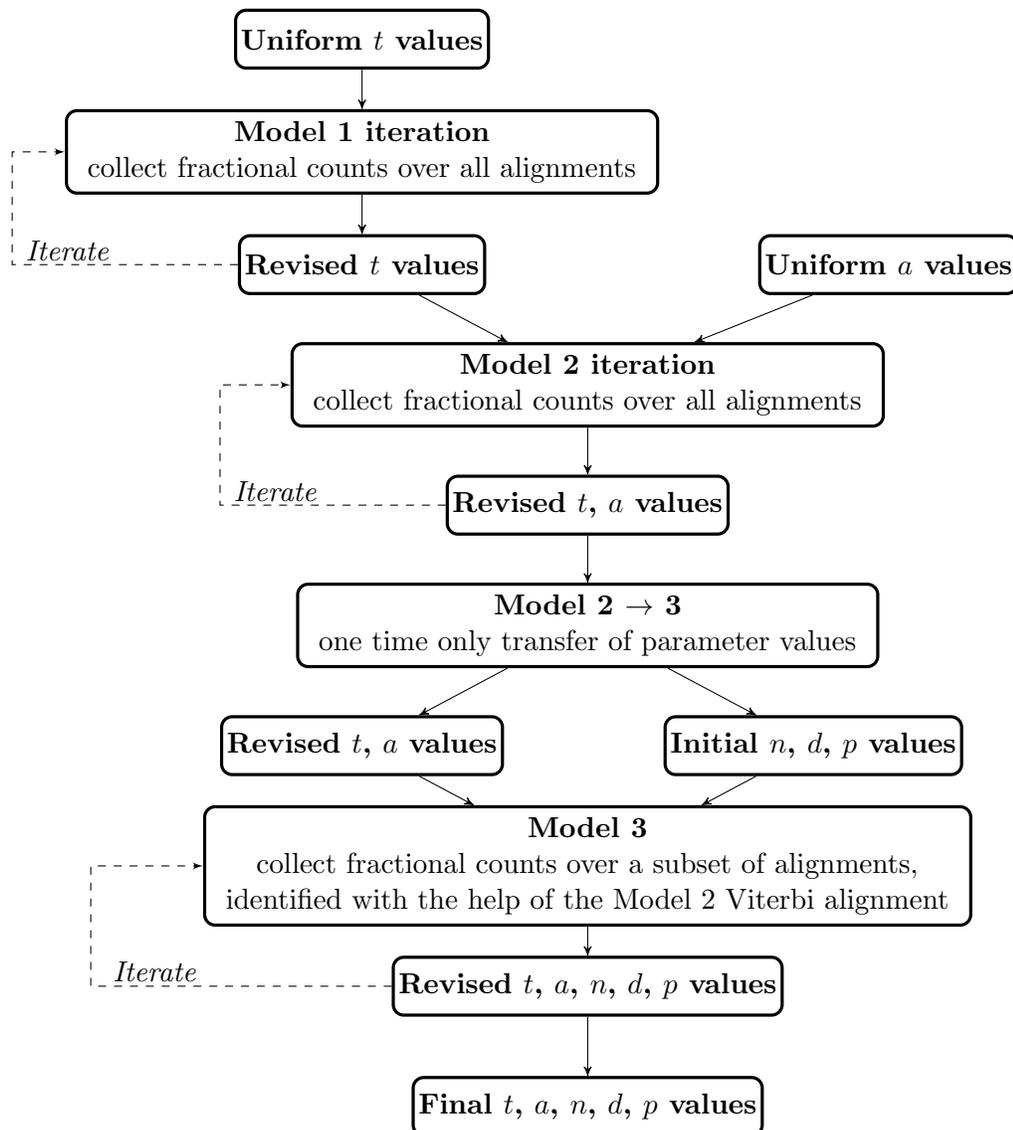 Uniform t values
Model 1 iteration
collect fractional counts over all alignments
Iterate
Revised t values
Uniform a values
Model 2 iteration
collect fractional counts over all alignments
Iterate
Revised t, a values
Model 2 → 3
one time only transfer of parameter values
Revised t, a values
Initial n, d, p values
Model 3
collect fractional counts over a subset of alignments,
identified with the help of the Model 2 Viterbi alignment
Iterate
Revised t, a, n, d, p values
Final t, a, n, d, p values